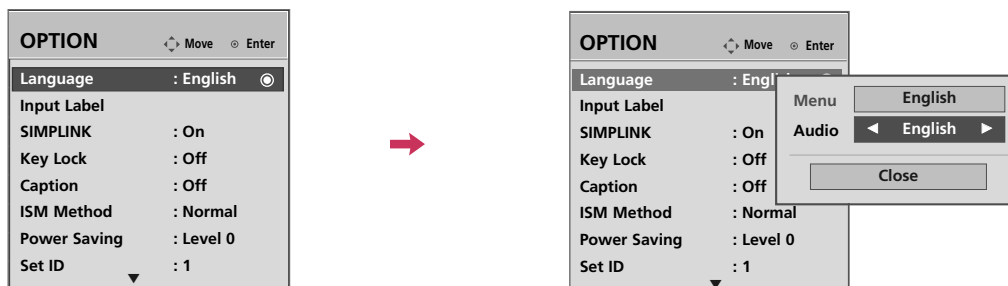 OPTION Move Enter
Language : English
Input Label
SIMPLINK : On
Key Lock : Off
Caption : Off
ISM Method : Normal
Power Saving : Level 0
Set ID : 1
OPTION Move Enter
Language : Engl
Input Label
SIMPLINK : On
Key Lock : Off
Caption : Off
ISM Method : Normal
Power Saving : Level 0
Set ID : 1
Menu English
Audio English
Close